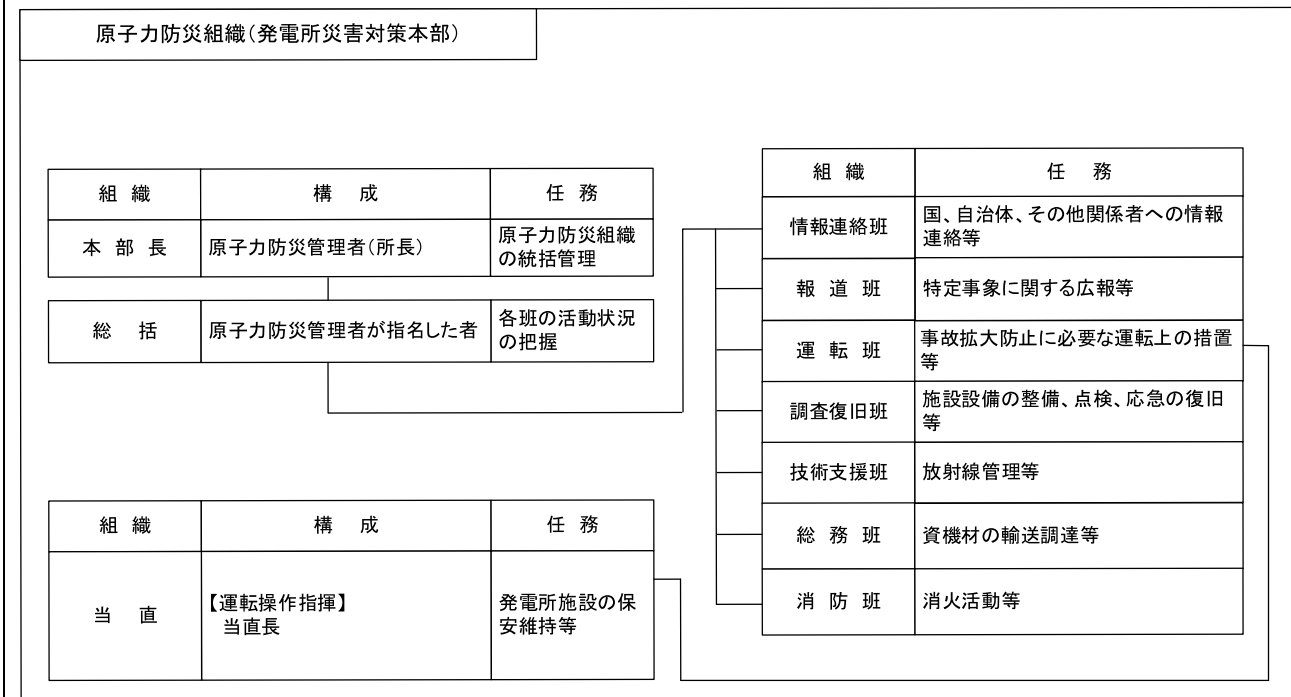 原子力防災組織(発電所災害対策本部)
組織 構成 任務
本部長 原子力防災管理者(所長) 原子力防災組織
の統括管理
総括 原子力防災管理者が指名した者 各班の活動状況
の把握
組織 任務
情報連絡班 国、自治体、その他関係者への情報
連絡等
報道班 特定事象に関する広報等
運転班 事故拡大防止に必要な運転上の措置
等
調査復旧班 施設設備の整備、点検、応急の復旧
等
技術支援班 放射線管理等
総務班 資機材の輸送調達等
消防班 消火活動等
組織 構成 任務
当直 【運転操作指揮】
当直長
発電所施設の保
安維持等